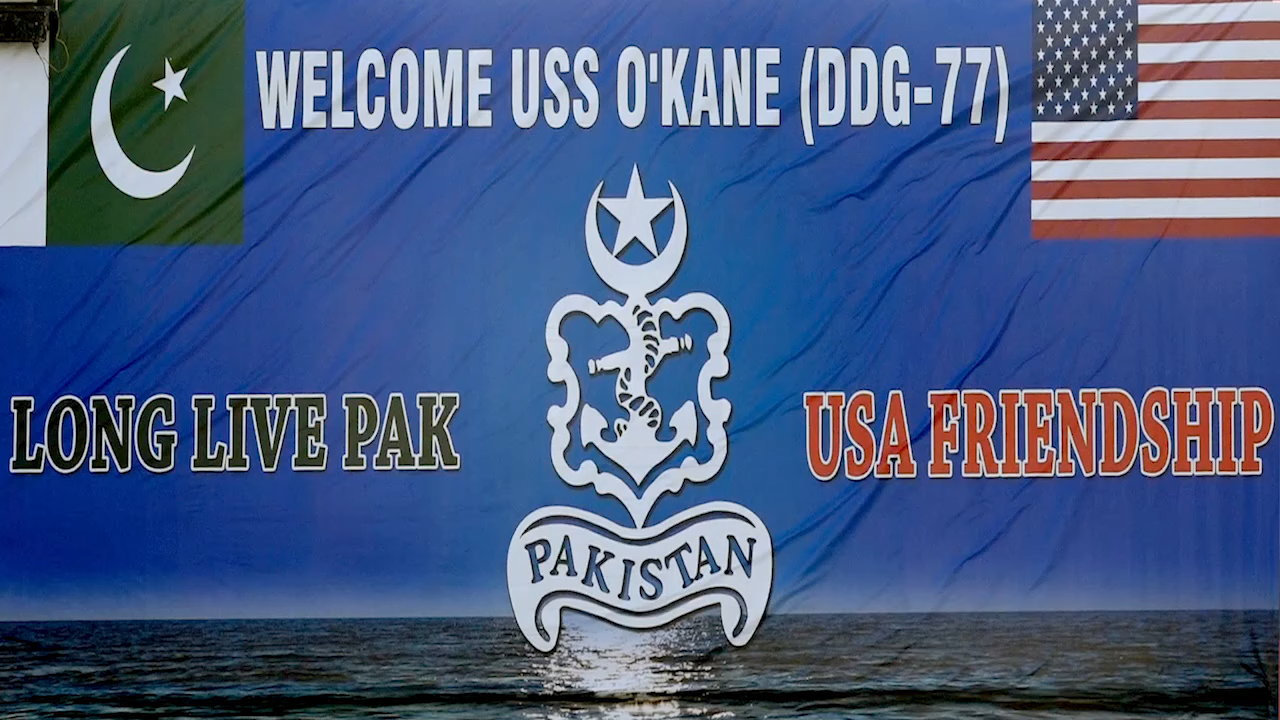 WELCOME USS O'KANE (DDG-77)
LONG LIVE PAK USA FRIENDSHIP
PAKISTAN